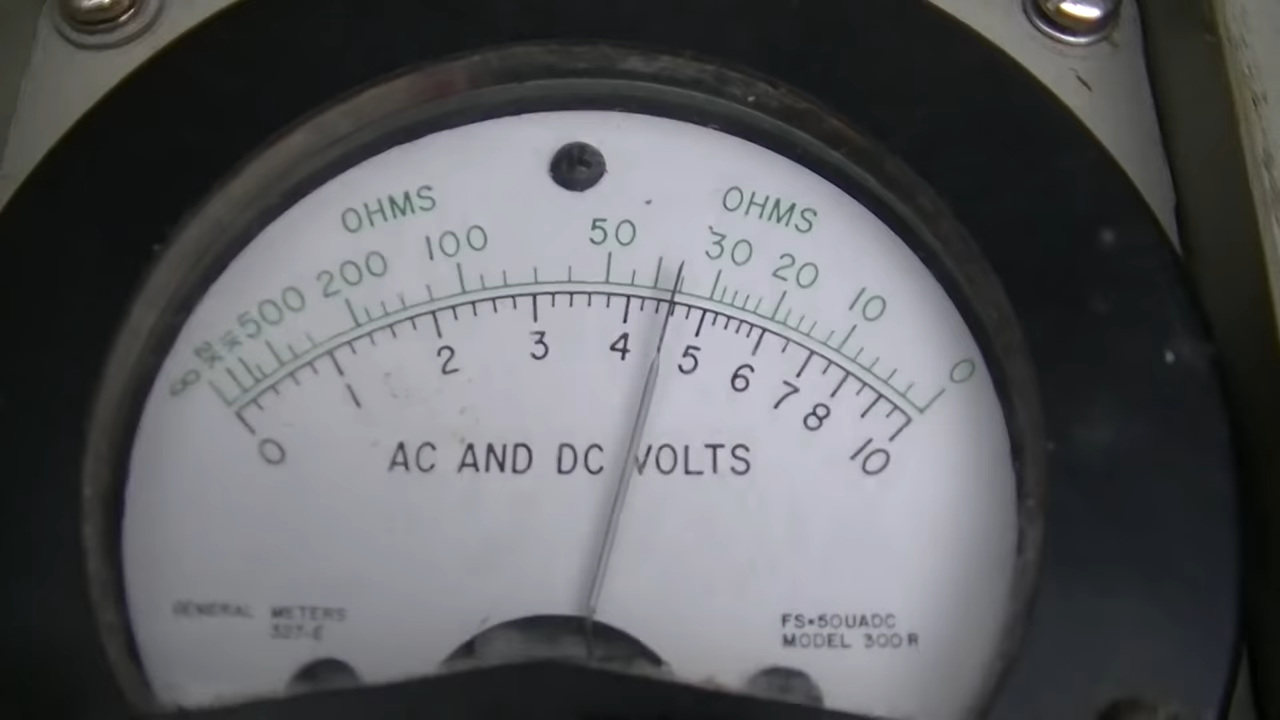 OHMS OHMS
∞ 500 200 100 50 30 20 10 0
0 1 2 3 4 5 6 7 8 10
AC AND DC VOLTS
GENERAL METERS
327-E
FS=50UADC
MODEL 300R